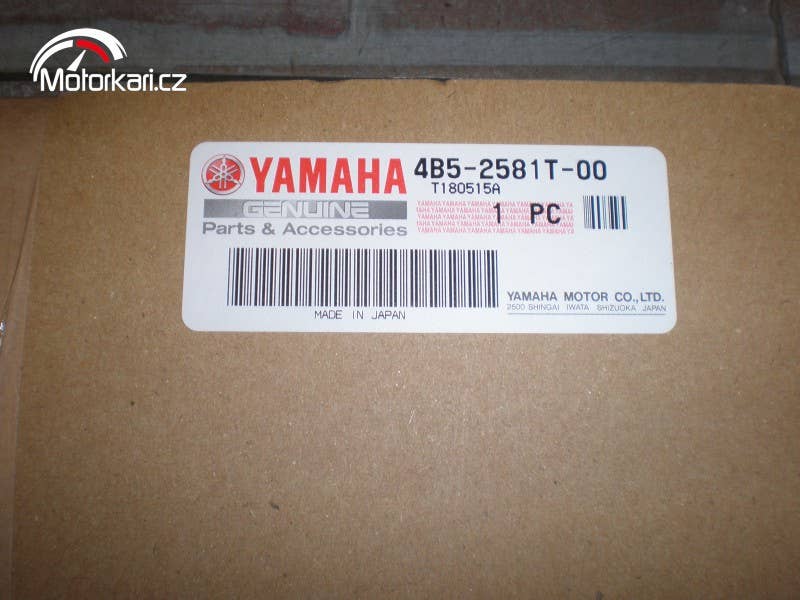 Motorkari.cz
YAMAHA 4B5-2581T-00
T180515A
GENUINE
1 PC
Parts & Accessories
MADE IN JAPAN
YAMAHA MOTOR CO.,LTD.
2500 SHINGAI IWATA SHIZUOKA JAPAN